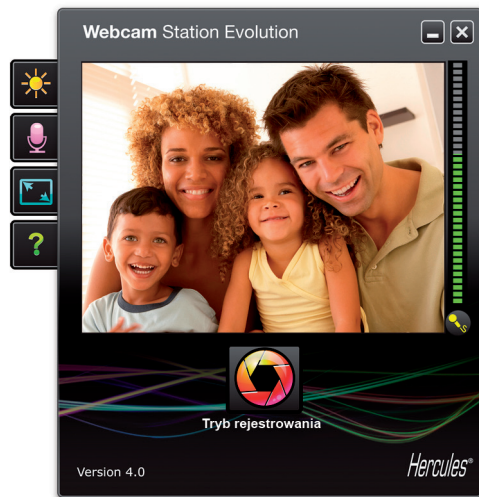 Webcam Station Evolution
?
Tryb rejestrowania
Version 4.0
Hercules®